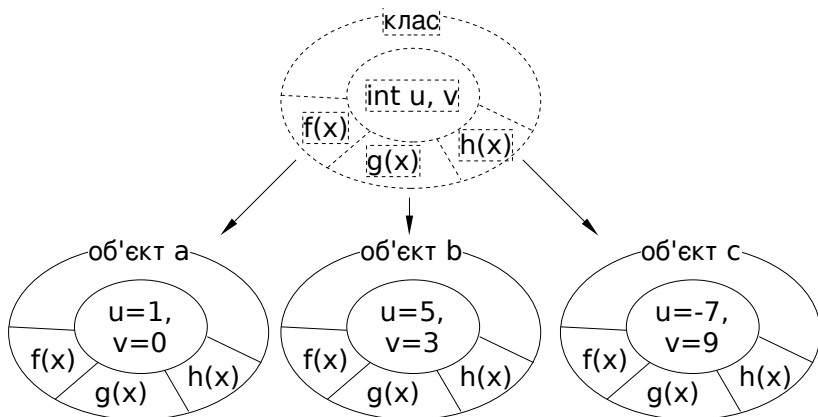 клас
int u, v
f(x)
g(x)
h(x)
об'єкт a
u=1,
v=0
f(x)
g(x)
h(x)
об'єкт b
u=5,
v=3
f(x)
g(x)
h(x)
об'єкт c
u=-7,
v=9
f(x)
g(x)
h(x)